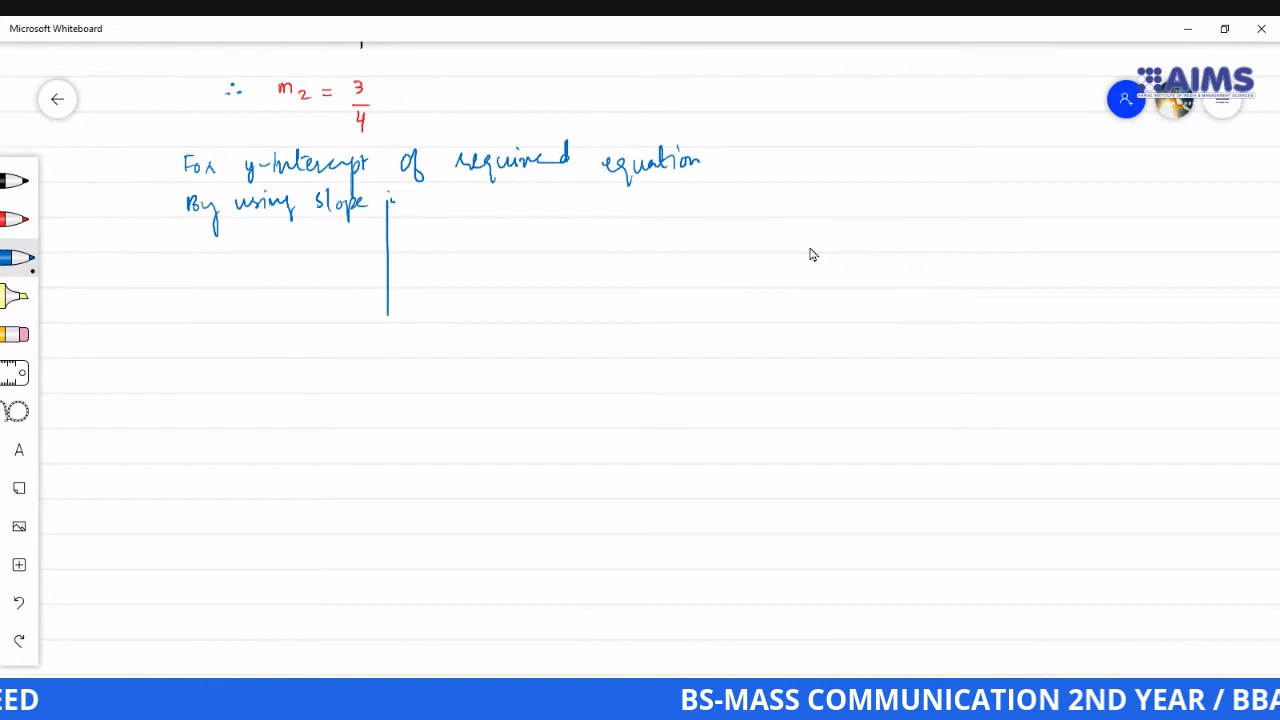 Microsoft Whiteboard
AIMS
∴ m2 = 3/4
For y-Intercept of required equation
By using slope
A
EED
BS-MASS COMMUNICATION 2ND YEAR / BBA